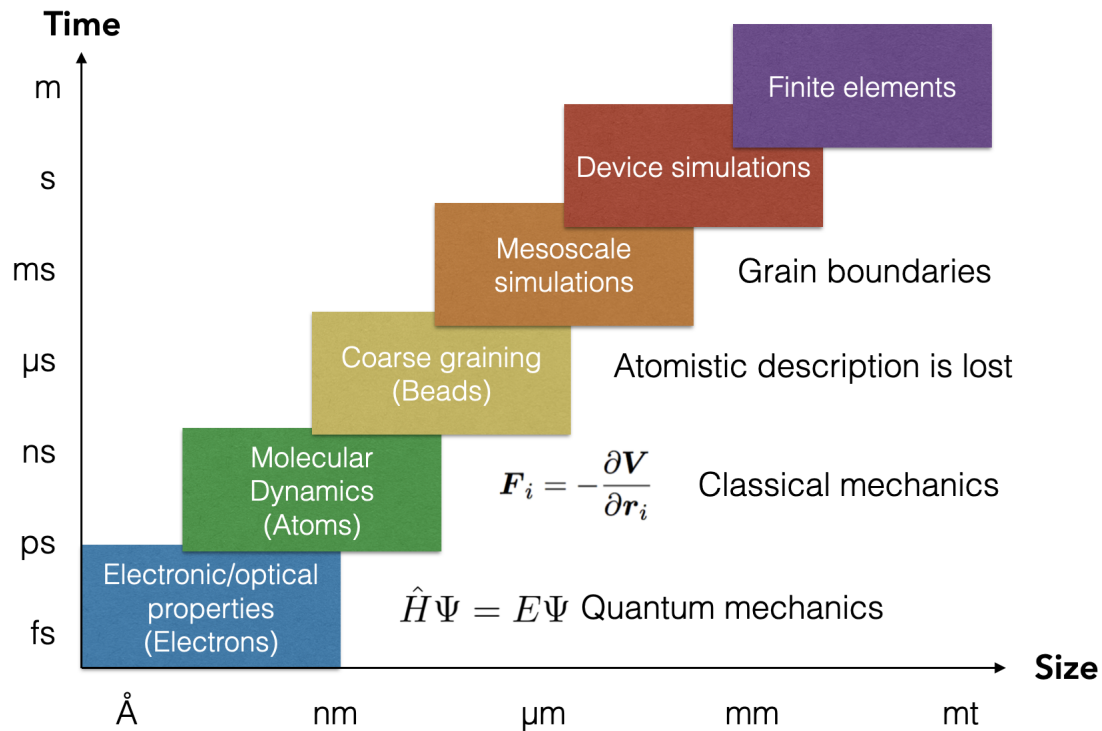 Time
m
Finite elements
s
Device simulations
Mesoscale
simulations
ms
Grain boundaries
µs
Coarse graining
(Beads)
Atomistic description is lost
ns
Molecular
Dynamics
(Atoms)
𝑭ᵢ = −∂𝑽/∂𝒓ᵢ Classical mechanics
ps
Electronic/optical
properties
(Electrons)
ĤΨ = EΨ Quantum mechanics
fs
Size
Å nm µm mm mt